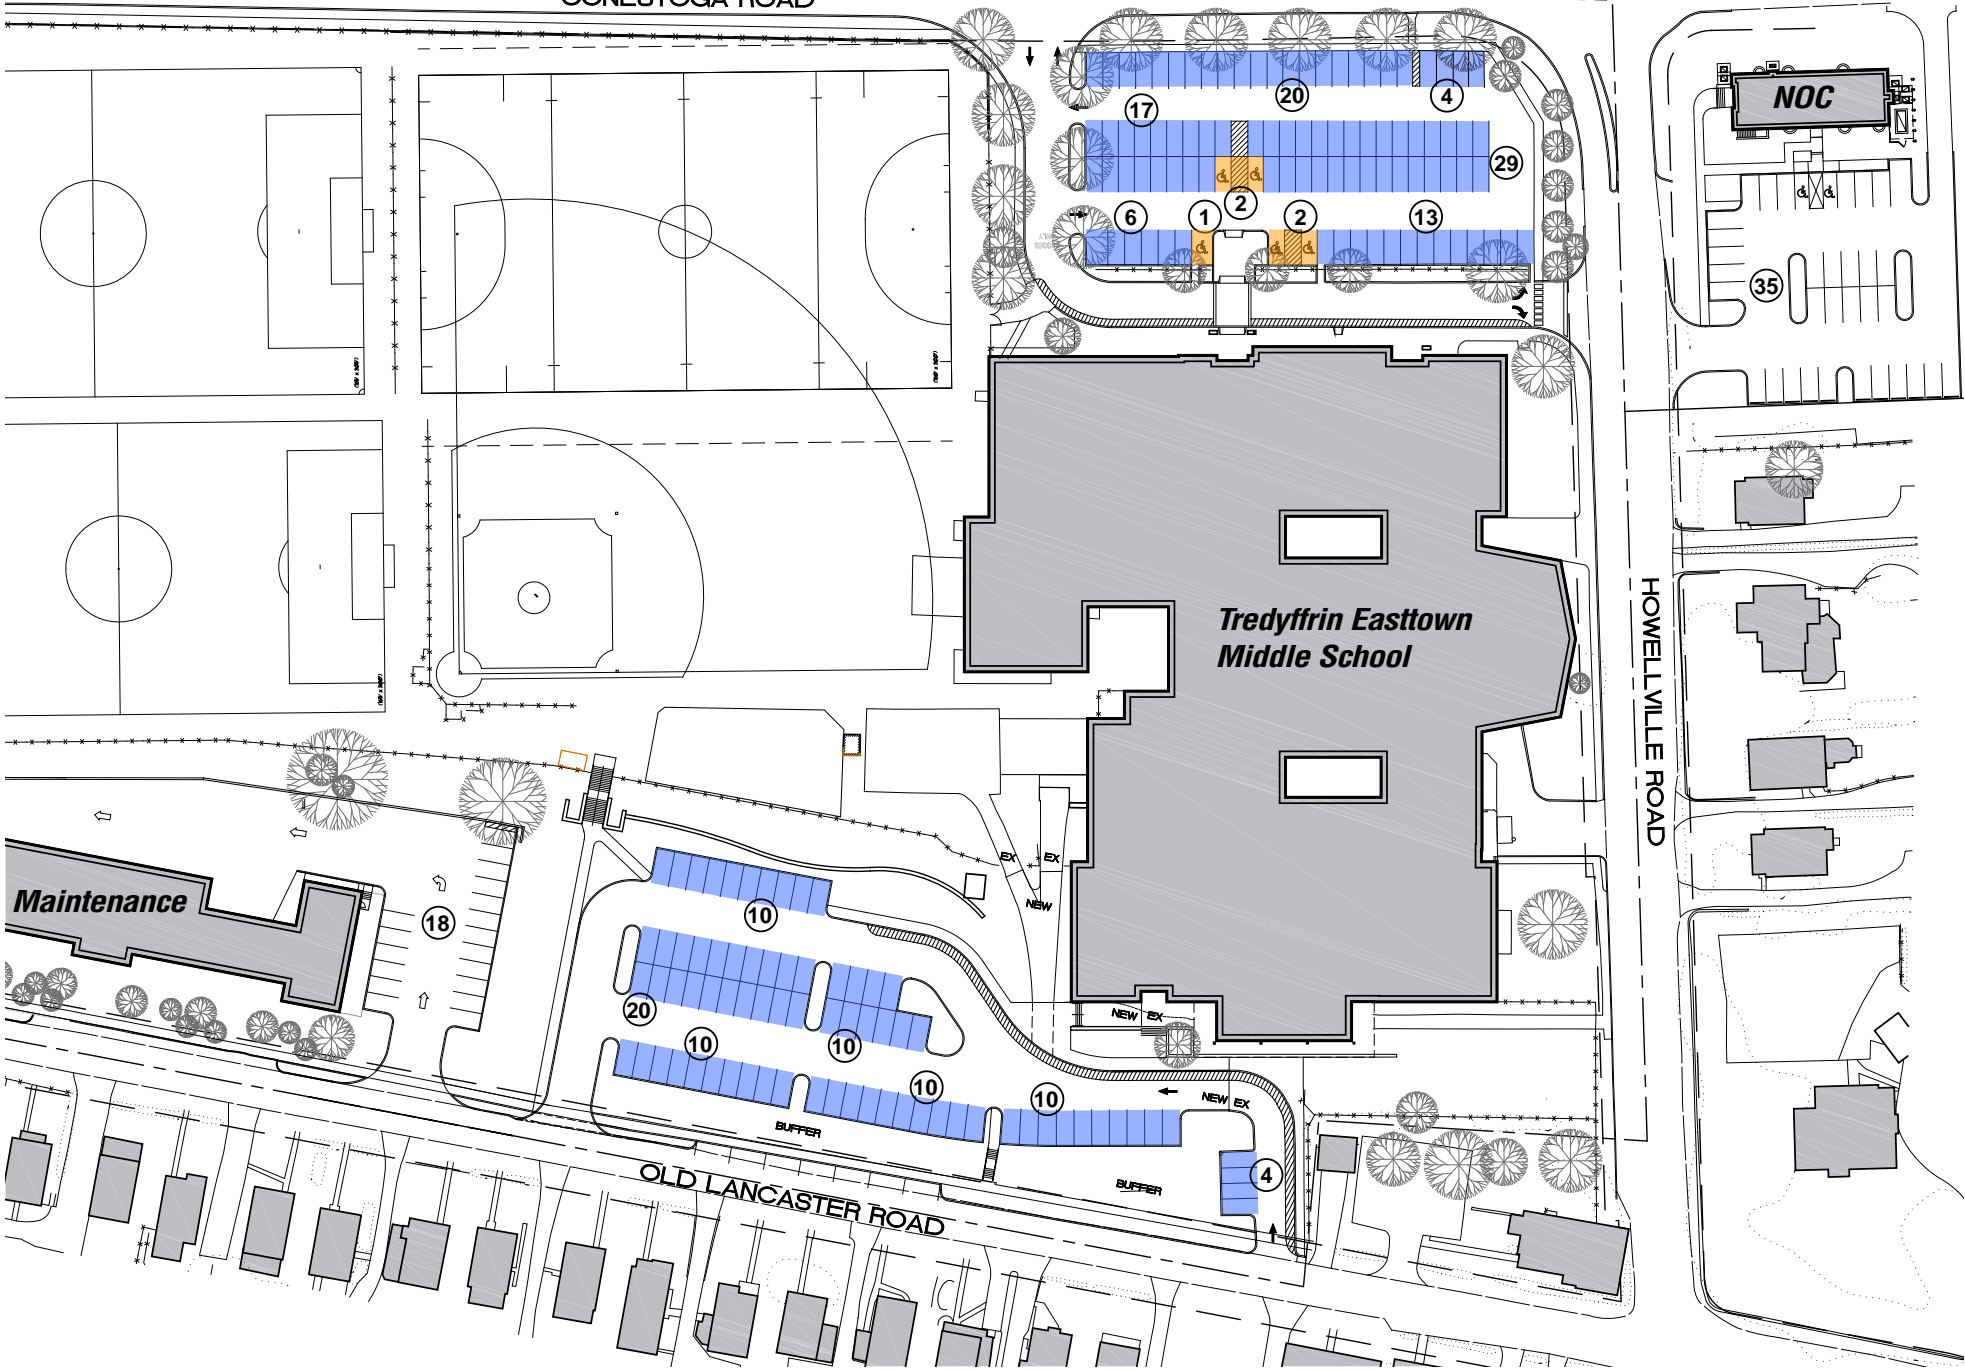 CONESTOGA ROAD
NOC
20
4
17
29
2
6
1
2
13
35
Tredyffrin Easttown
Middle School
HOWELLVILLE ROAD
EX
EX
NEW
Maintenance
18
10
20
10
10
10
10
NEW EX
NEW EX
BUFFER
BUFFER
4
OLD LANCASTER ROAD